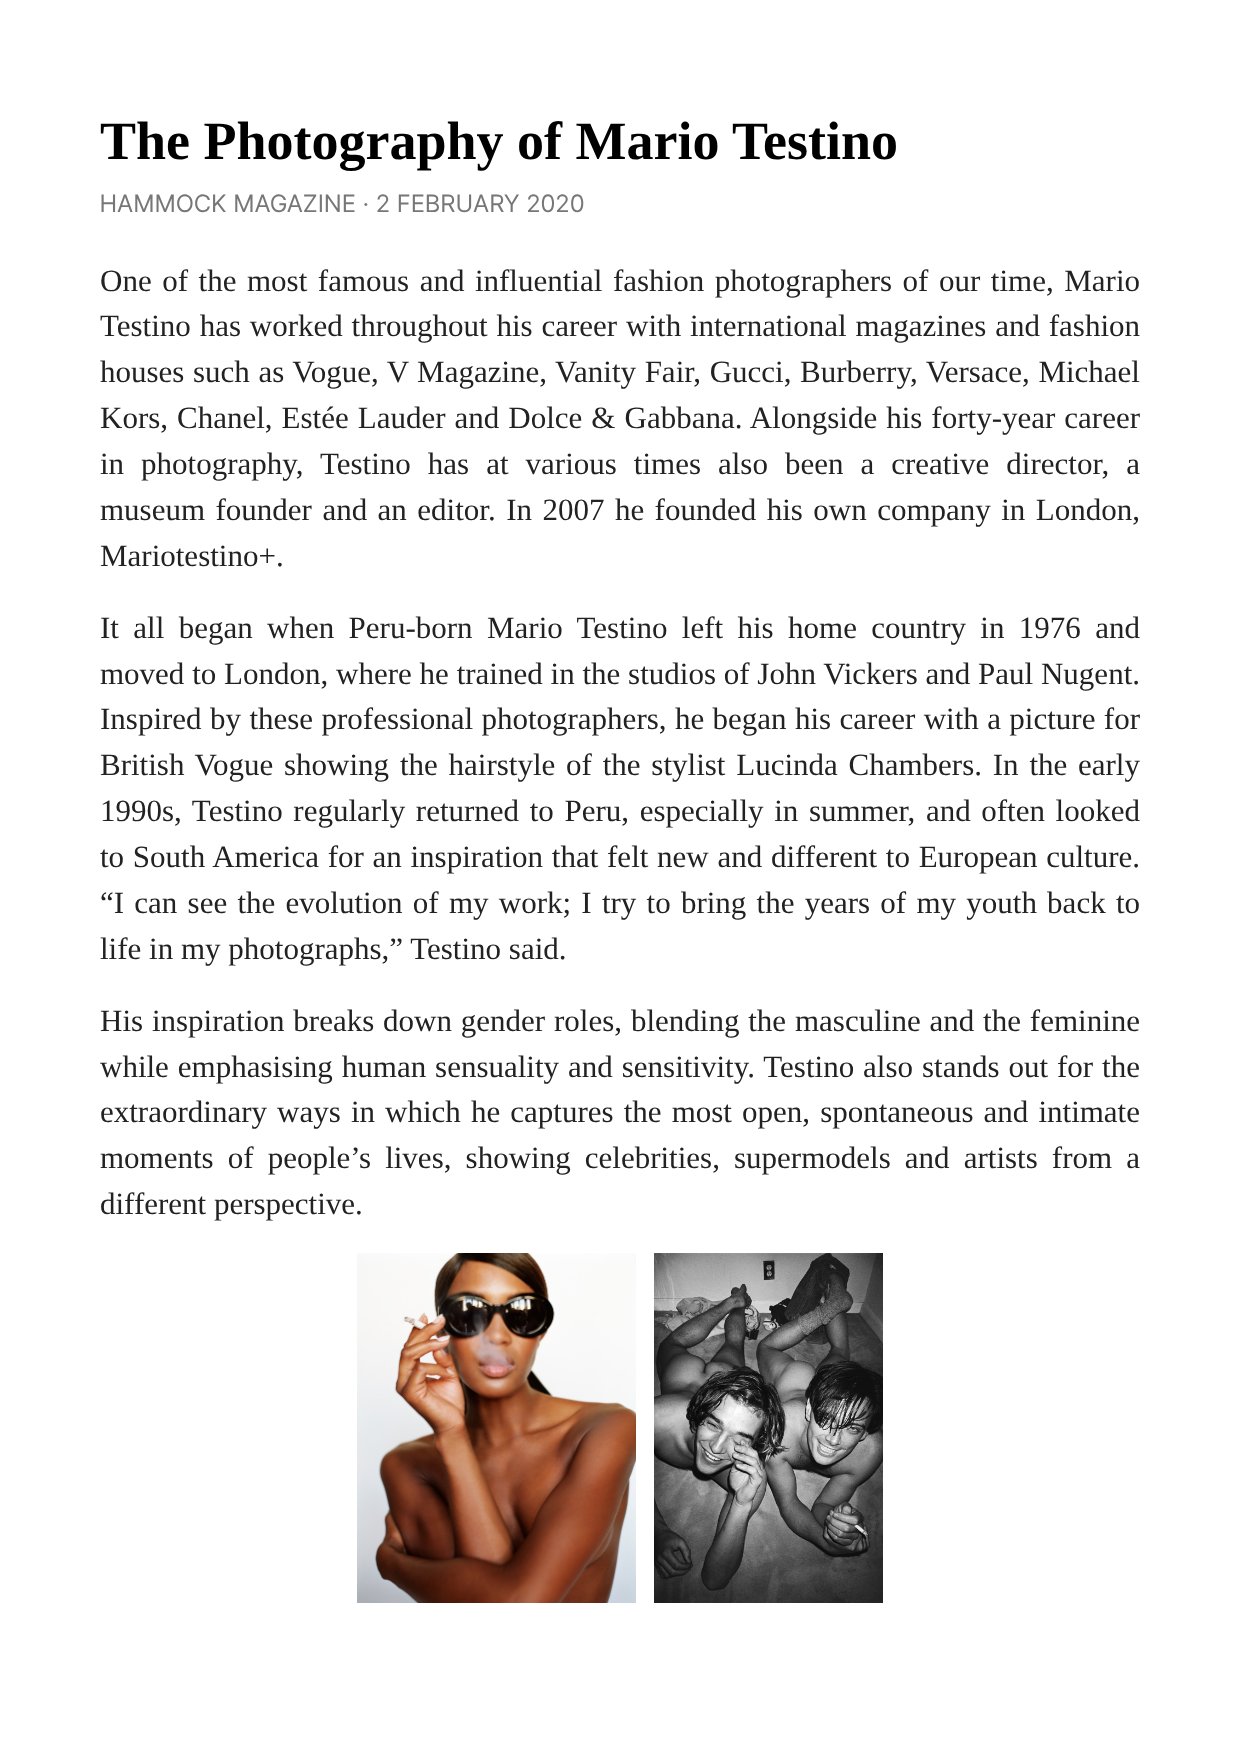 The Photography of Mario Testino
HAMMOCK MAGAZINE · 2 FEBRUARY 2020
One of the most famous and influential fashion photographers of our time, Mario
Testino has worked throughout his career with international magazines and fashion
houses such as Vogue, V Magazine, Vanity Fair, Gucci, Burberry, Versace, Michael
Kors, Chanel, Estée Lauder and Dolce & Gabbana. Alongside his forty-year career
in photography, Testino has at various times also been a creative director, a
museum founder and an editor. In 2007 he founded his own company in London,
Mariotestino+.
It all began when Peru-born Mario Testino left his home country in 1976 and
moved to London, where he trained in the studios of John Vickers and Paul Nugent.
Inspired by these professional photographers, he began his career with a picture for
British Vogue showing the hairstyle of the stylist Lucinda Chambers. In the early
1990s, Testino regularly returned to Peru, especially in summer, and often looked
to South America for an inspiration that felt new and different to European culture.
“I can see the evolution of my work; I try to bring the years of my youth back to
life in my photographs,” Testino said.
His inspiration breaks down gender roles, blending the masculine and the feminine
while emphasising human sensuality and sensitivity. Testino also stands out for the
extraordinary ways in which he captures the most open, spontaneous and intimate
moments of people’s lives, showing celebrities, supermodels and artists from a
different perspective.